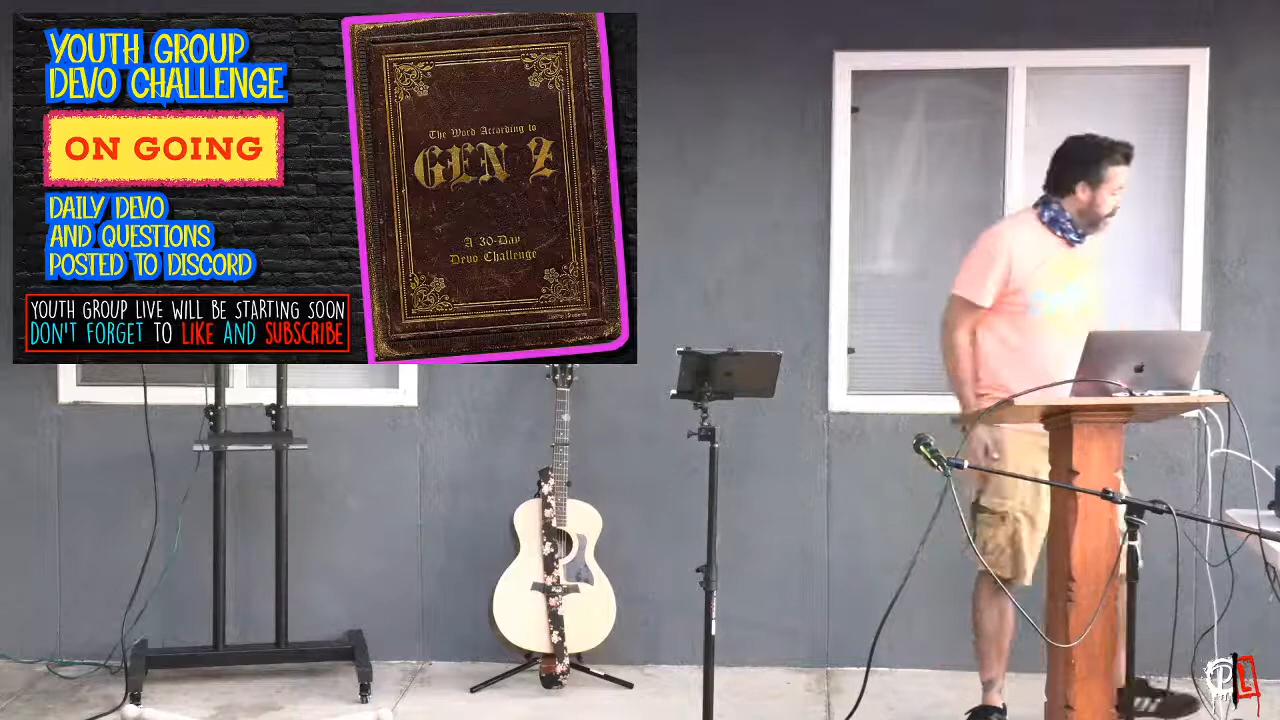 YOUTH GROUP
DEVO CHALLENGE
ON GOING
DAILY DEVO
AND QUESTIONS
POSTED TO DISCORD
YOUTH GROUP LIVE WILL BE STARTING SOON
DON'T FORGET TO LIKE AND SUBSCRIBE
The Word According to
GEN Z
A 30-Day
Devo Challenge
PL